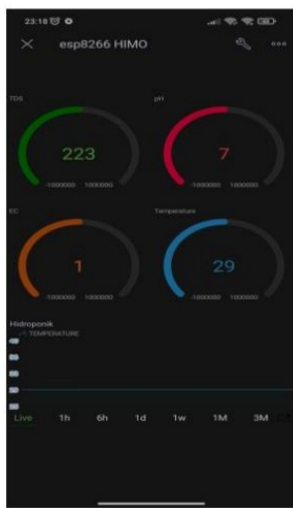 23:18
esp8266 HIMO
TDS
pH
223
7
-1000000 1000000
-1000000 1000000
EC
Temperature
1
29
-1000000 1000000
-1000000 1000000
Hidroponik
TEMPERATURE
Live 1h 6h 1d 1w 1M 3M